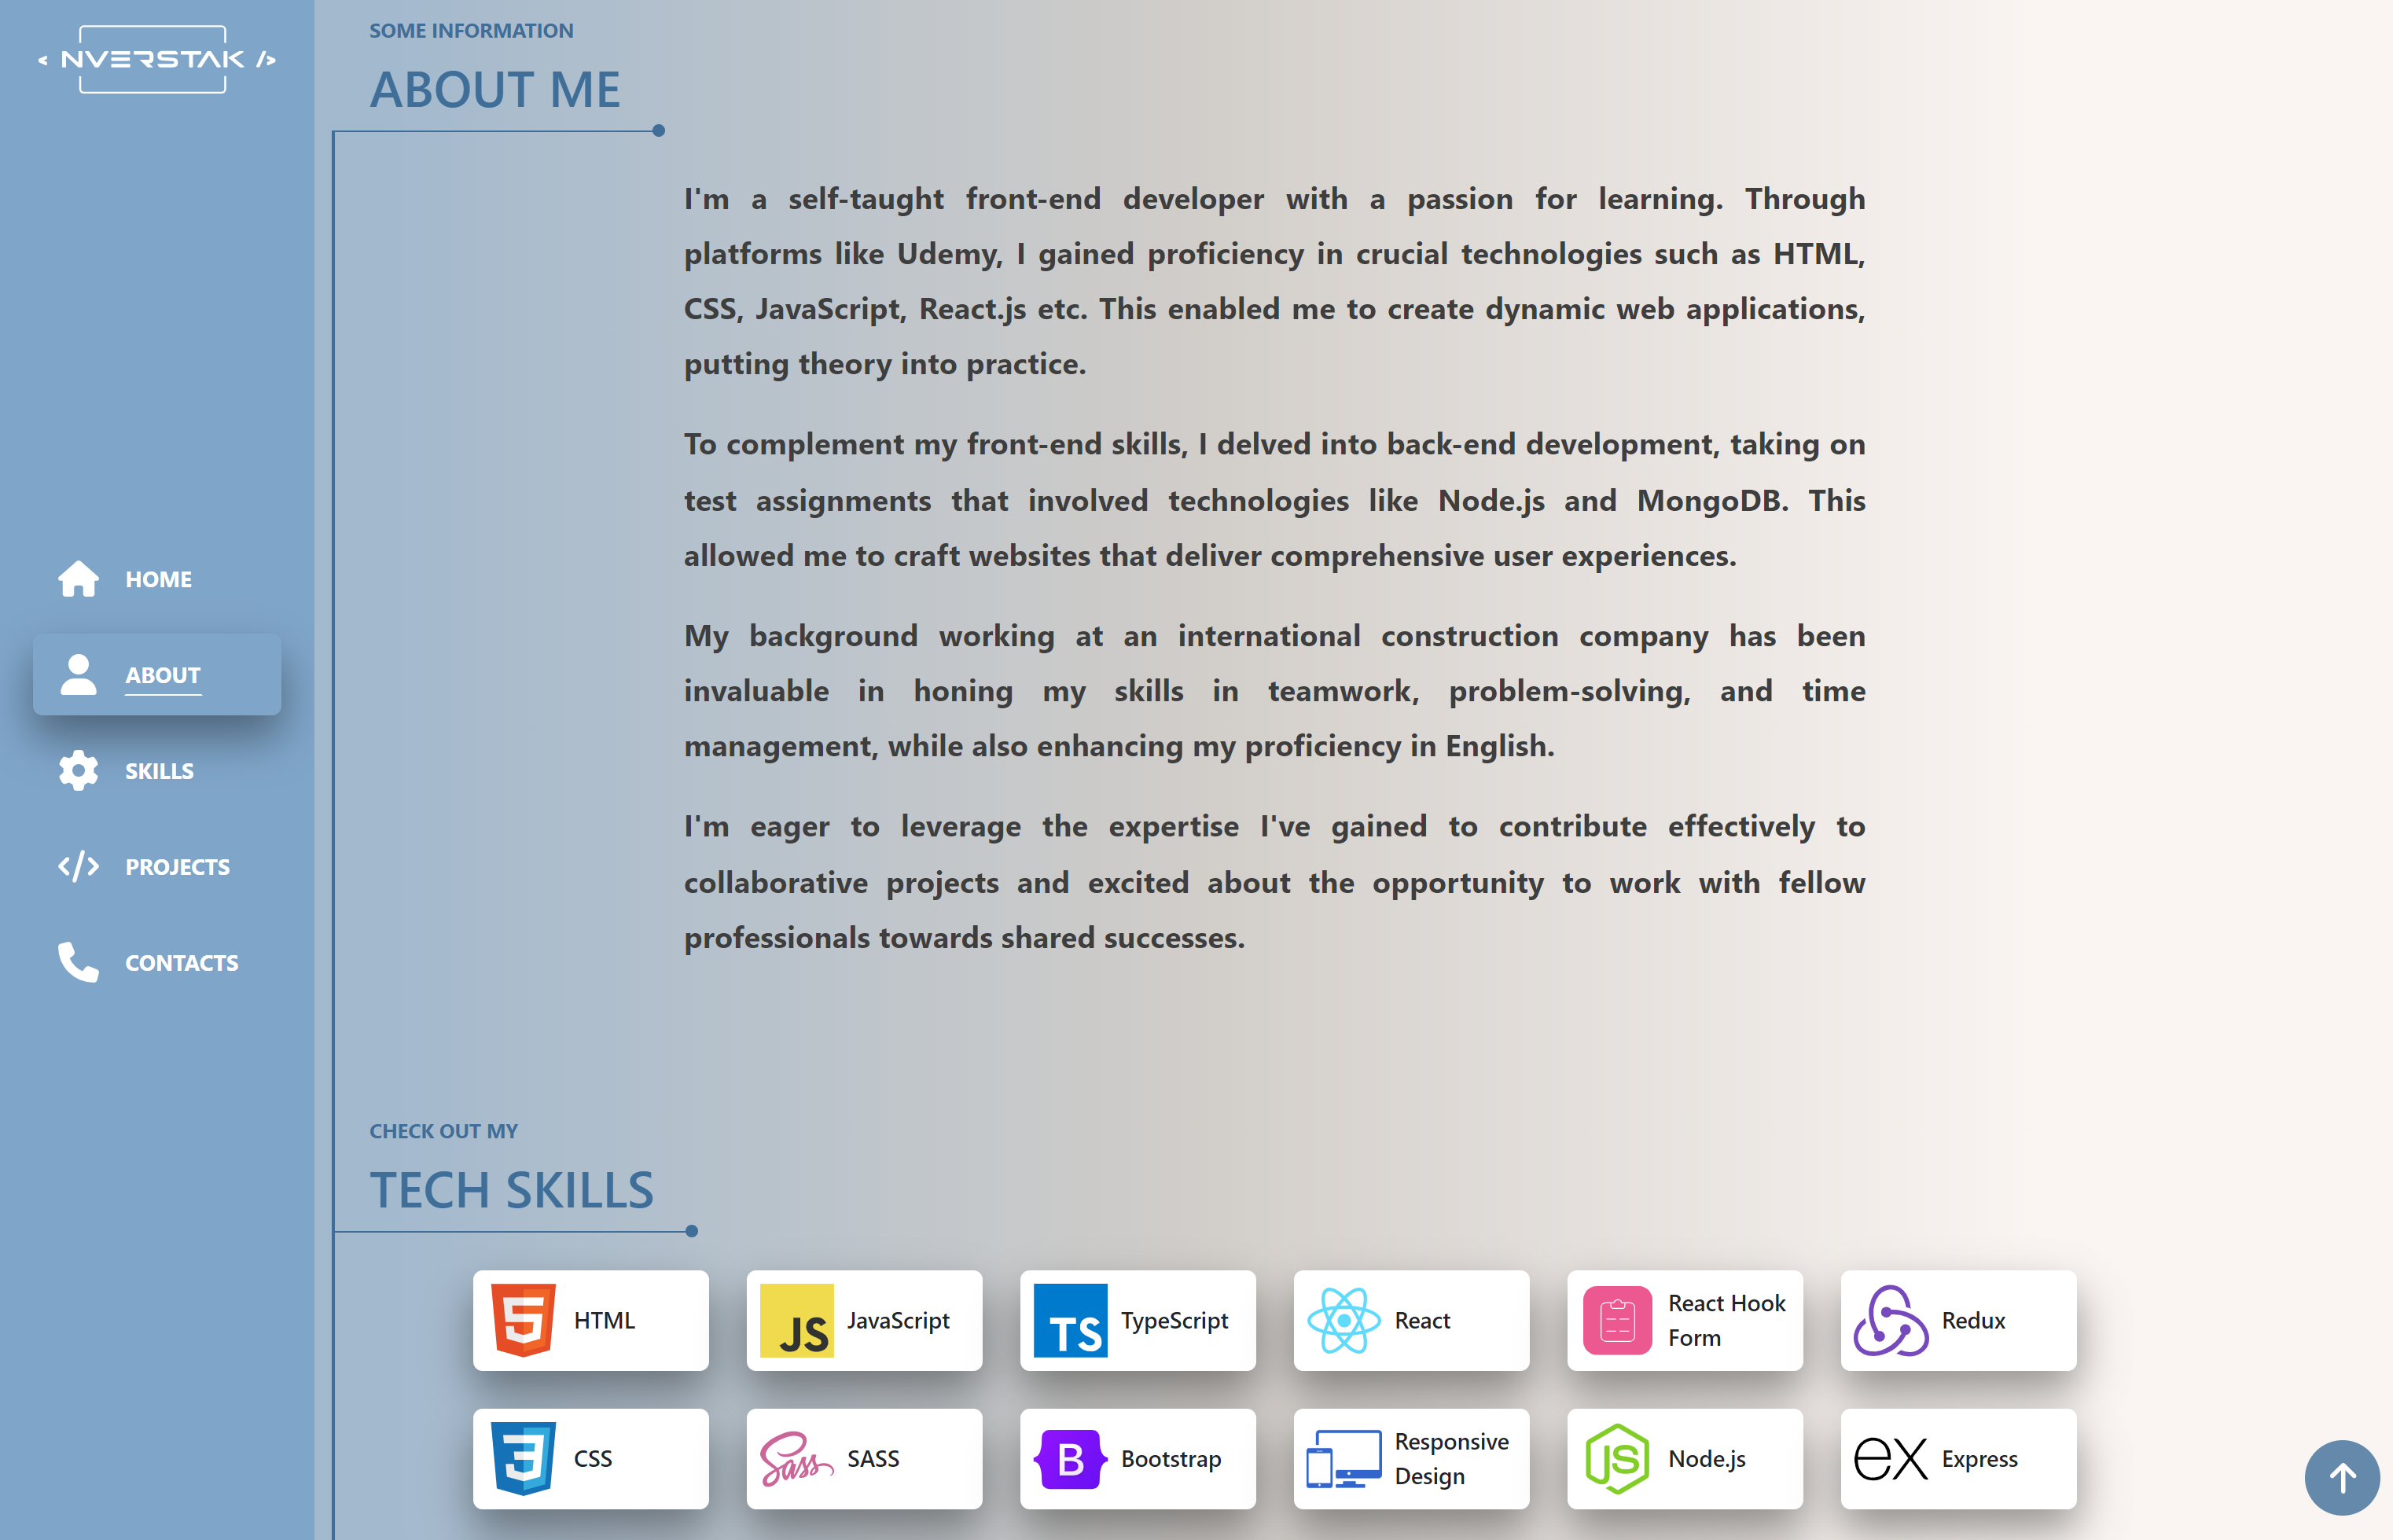 < NVERSTAK />
HOME
ABOUT
SKILLS
PROJECTS
CONTACTS
SOME INFORMATION
ABOUT ME
I'm a self-taught front-end developer with a passion for learning. Through
platforms like Udemy, I gained proficiency in crucial technologies such as HTML,
CSS, JavaScript, React.js etc. This enabled me to create dynamic web applications,
putting theory into practice.
To complement my front-end skills, I delved into back-end development, taking on
test assignments that involved technologies like Node.js and MongoDB. This
allowed me to craft websites that deliver comprehensive user experiences.
My background working at an international construction company has been
invaluable in honing my skills in teamwork, problem-solving, and time
management, while also enhancing my proficiency in English.
I'm eager to leverage the expertise I've gained to contribute effectively to
collaborative projects and excited about the opportunity to work with fellow
professionals towards shared successes.
CHECK OUT MY
TECH SKILLS
5 HTML
JS JavaScript
TS TypeScript
React
React Hook
Form
Redux
3 CSS
Sass SASS
B Bootstrap
Responsive
Design
JS Node.js
ex Express